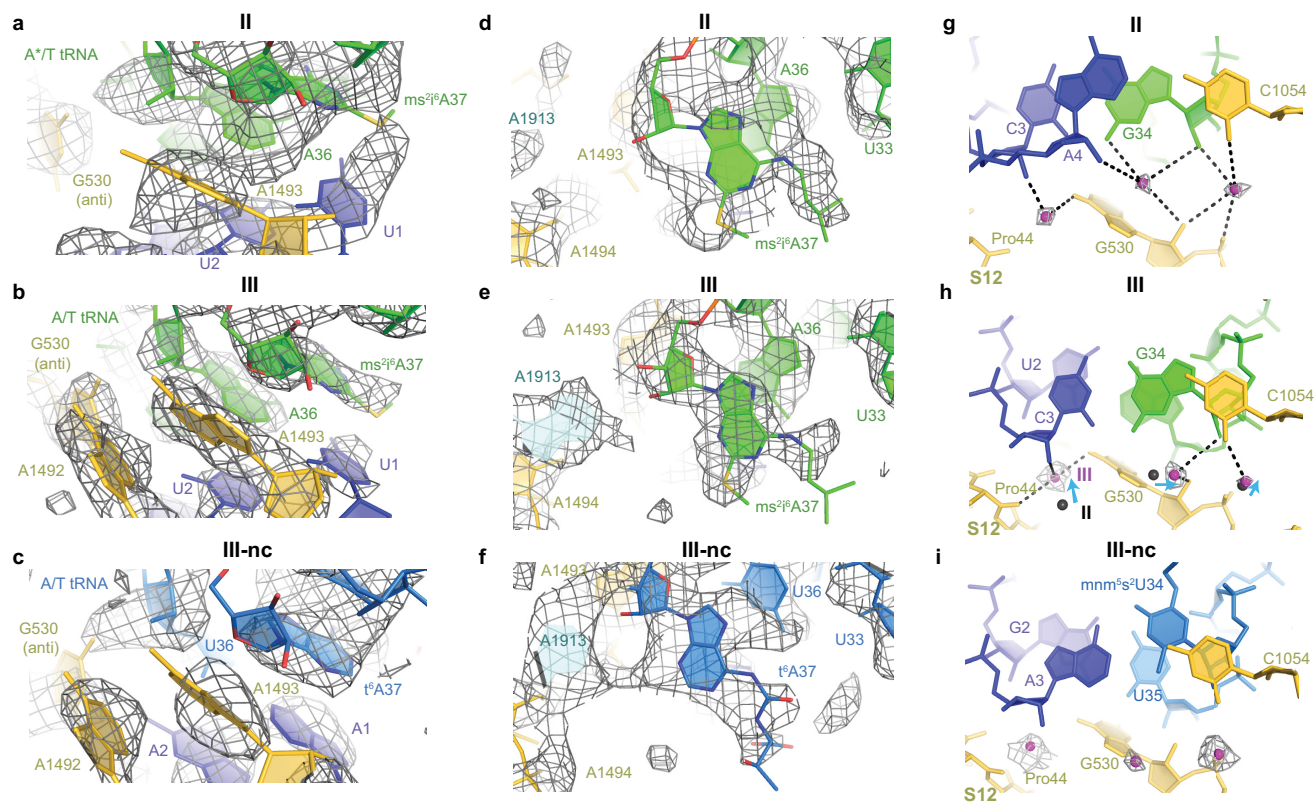 II
a
A*/T tRNA
ms²i⁶A37
A36
G530
(anti)
A1493
U1
U2
III
b
A/T tRNA
G530
(anti)
ms²i⁶A37
A36
A1493
A1492
U2
U1
III-nc
c
A/T tRNA
G530
(anti)
U36
t⁶A37
A1493
A2
A1
A1492
II
d
A36
A1913
A1493
U33
A1494
ms²i⁶A37
III
e
A1493
A36
A1913
U33
A1494
ms²i⁶A37
III-nc
f
A1493
U36
A1913
U33
t⁶A37
A1494
II
g
C1054
C3
G34
A4
Pro44
G530
S12
III
h
G34
U2
C1054
C3
III
Pro44
G530
II
S12
III-nc
i
mnm⁵s²U34
G2
C1054
A3
U35
Pro44
G530
S12